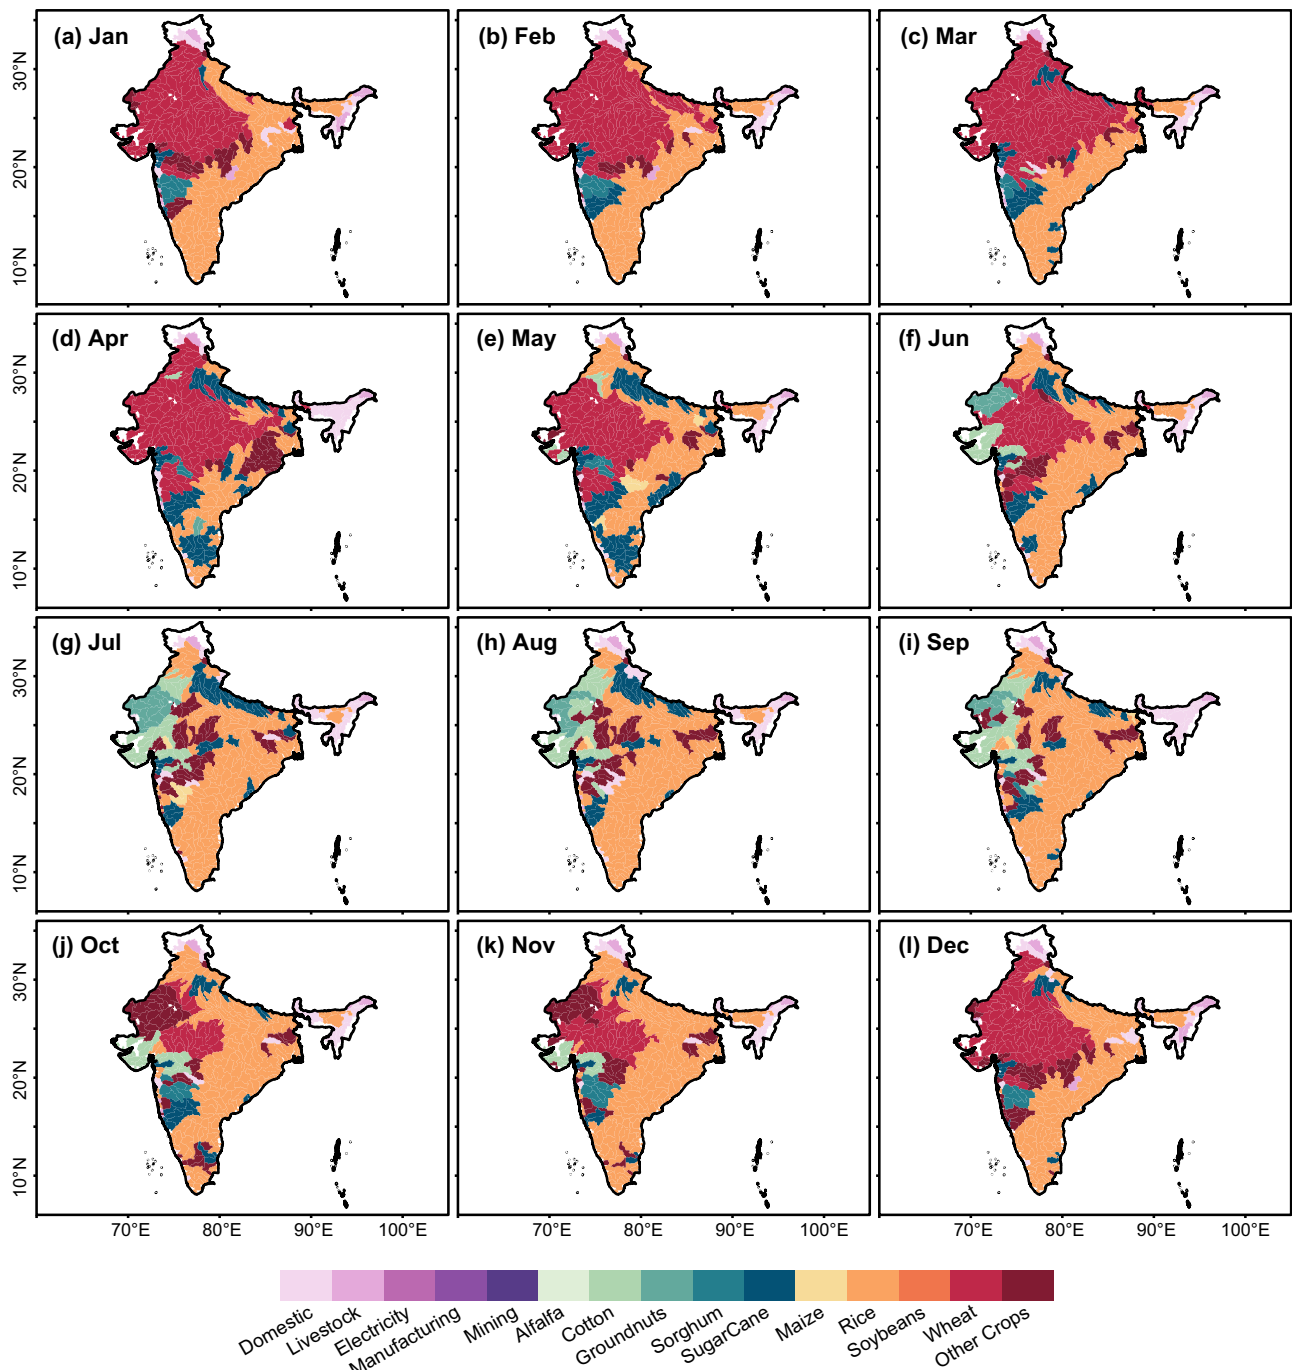 (a) Jan
(b) Feb
(c) Mar
30°N
20°N
10°N
(d) Apr
(e) May
(f) Jun
30°N
20°N
10°N
(g) Jul
(h) Aug
(i) Sep
30°N
20°N
10°N
(j) Oct
(k) Nov
(l) Dec
30°N
20°N
10°N
70°E 80°E 90°E 100°E 70°E 80°E 90°E 100°E 70°E 80°E 90°E 100°E
Domestic
Livestock
Electricity
Manufacturing
Mining
Alfalfa
Cotton
Groundnuts
Sorghum
SugarCane
Maize
Rice
Soybeans
Wheat
Other Crops